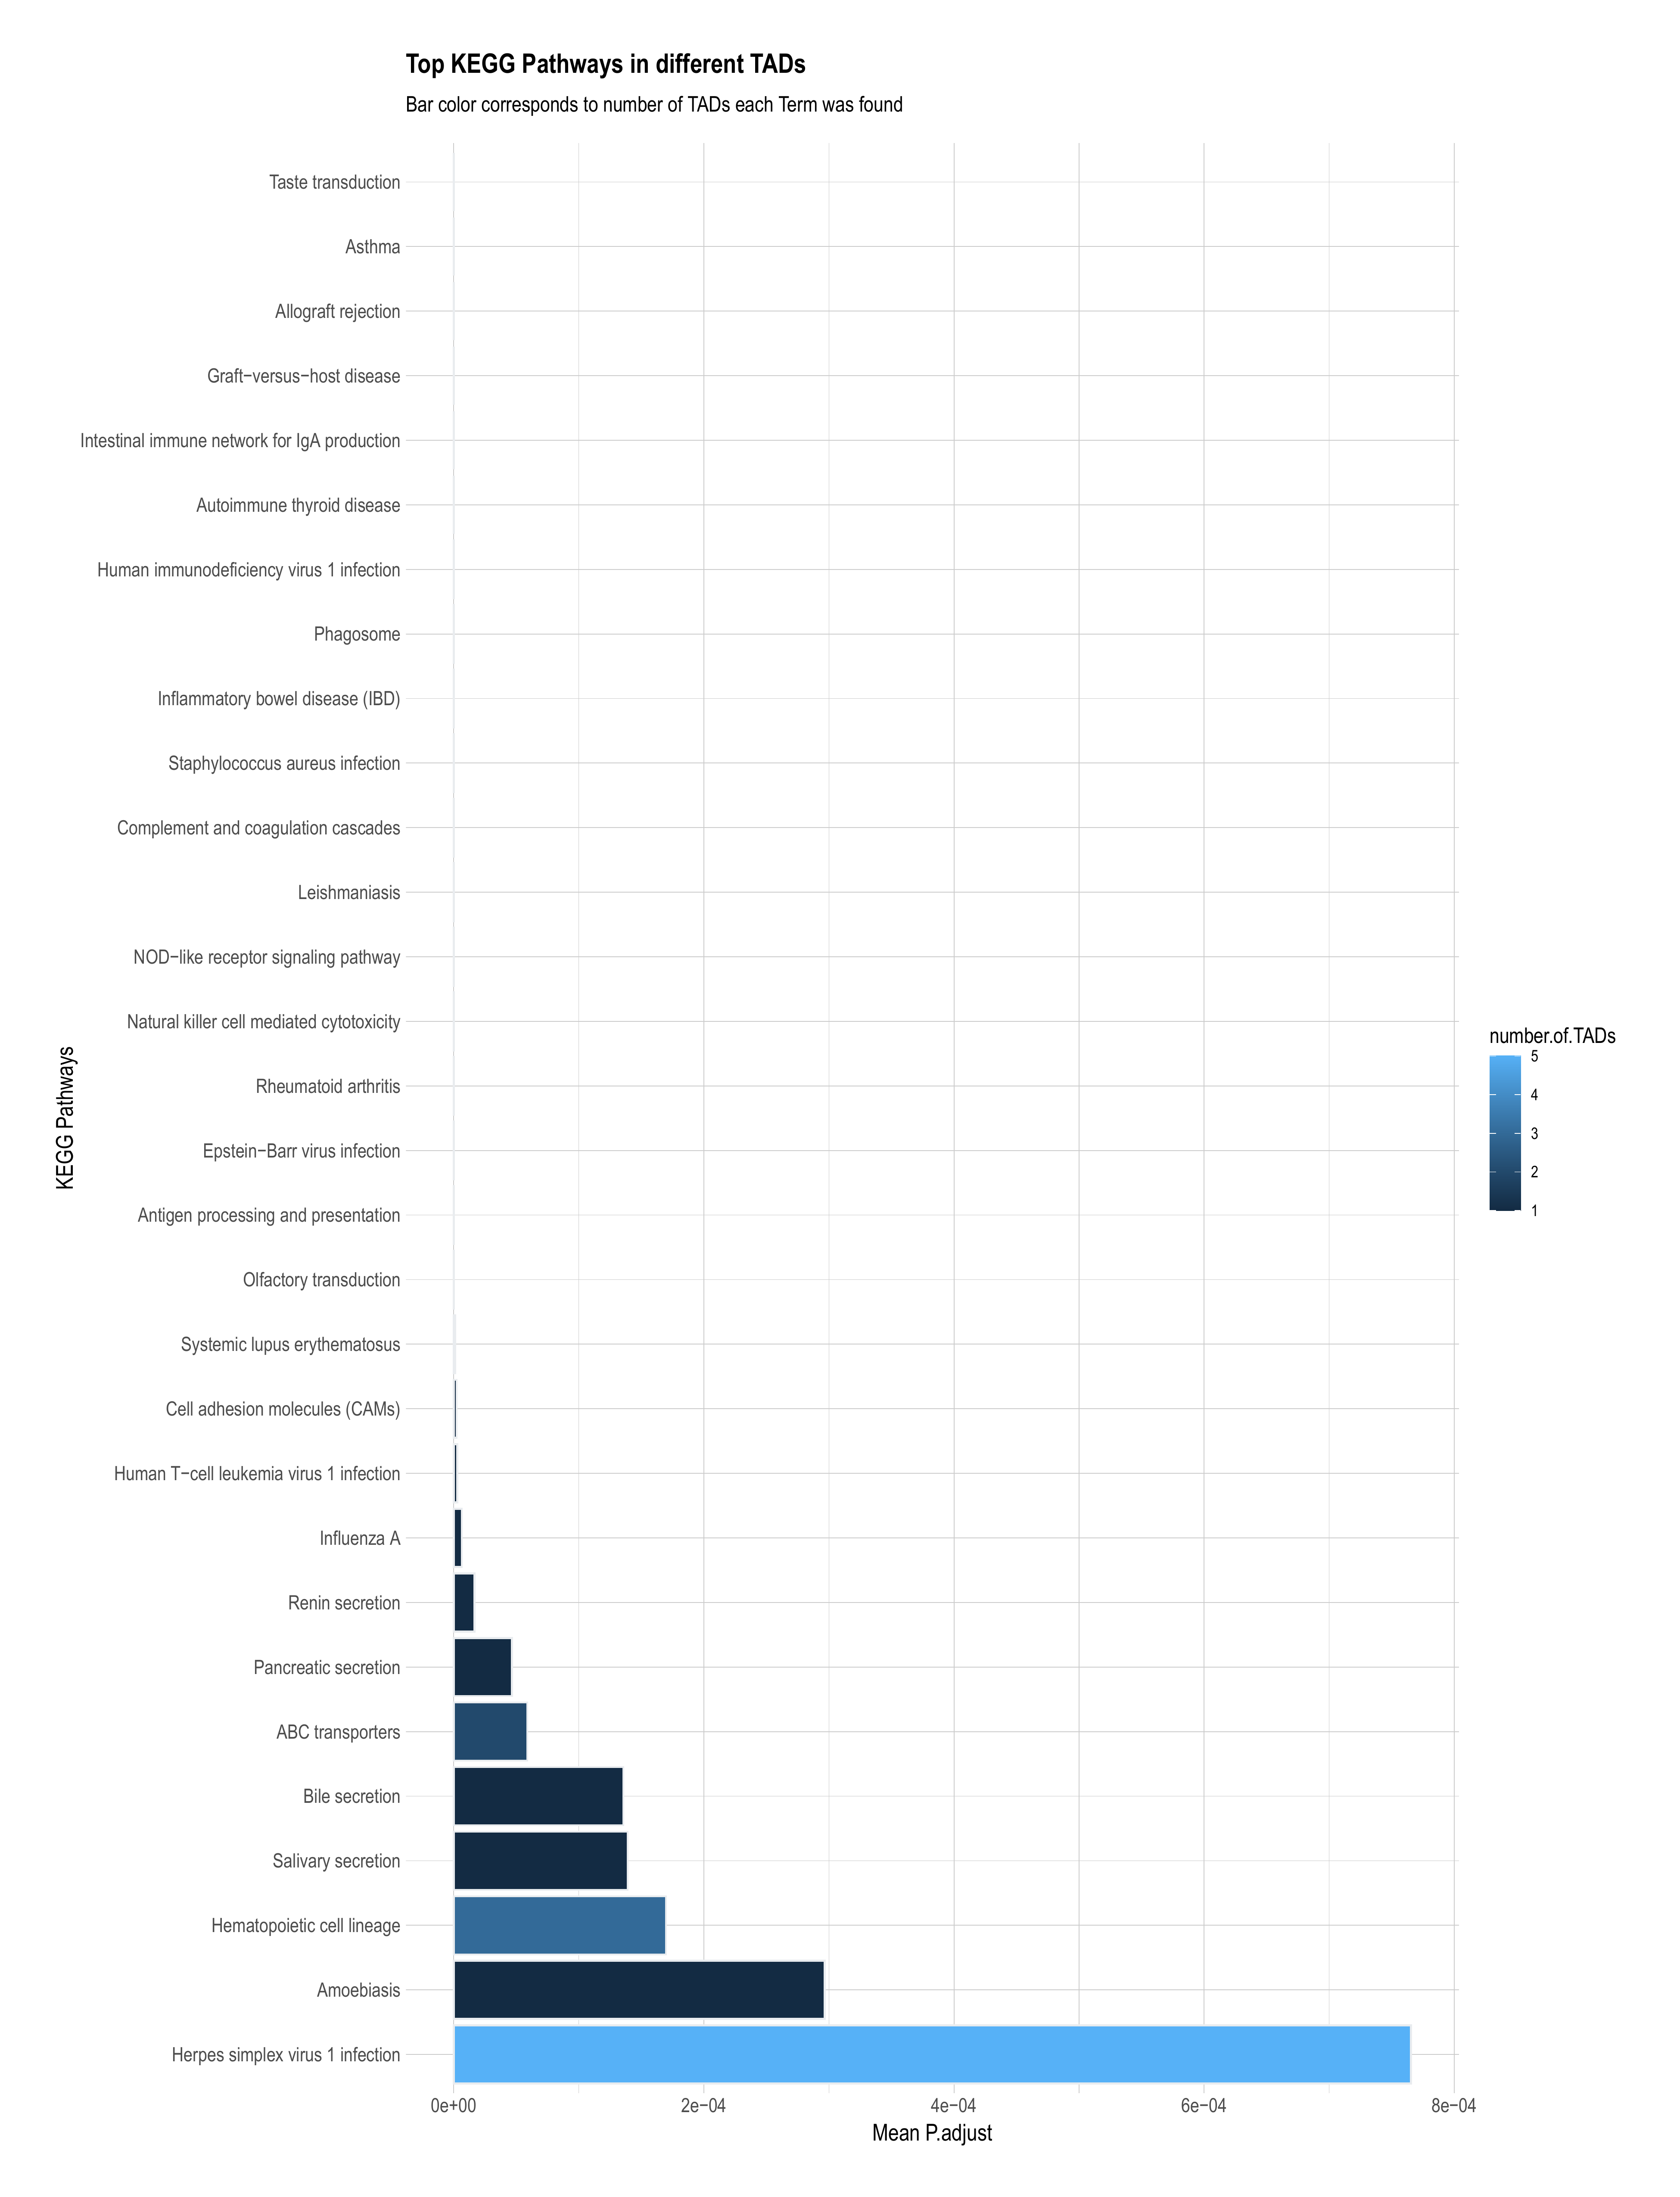 Top KEGG Pathways in different TADs
Bar color corresponds to number of TADs each Term was found
Taste transduction
Asthma
Allograft rejection
Graft−versus−host disease
Intestinal immune network for IgA production
Autoimmune thyroid disease
Human immunodeficiency virus 1 infection
Phagosome
Inflammatory bowel disease (IBD)
Staphylococcus aureus infection
Complement and coagulation cascades
Leishmaniasis
NOD−like receptor signaling pathway
Natural killer cell mediated cytotoxicity
Rheumatoid arthritis
Epstein−Barr virus infection
Antigen processing and presentation
Olfactory transduction
Systemic lupus erythematosus
Cell adhesion molecules (CAMs)
Human T−cell leukemia virus 1 infection
Influenza A
Renin secretion
Pancreatic secretion
ABC transporters
Bile secretion
Salivary secretion
Hematopoietic cell lineage
Amoebiasis
Herpes simplex virus 1 infection
KEGG Pathways
0e+00 2e−04 4e−04 6e−04 8e−04
Mean P.adjust
number.of.TADs
5
4
3
2
1